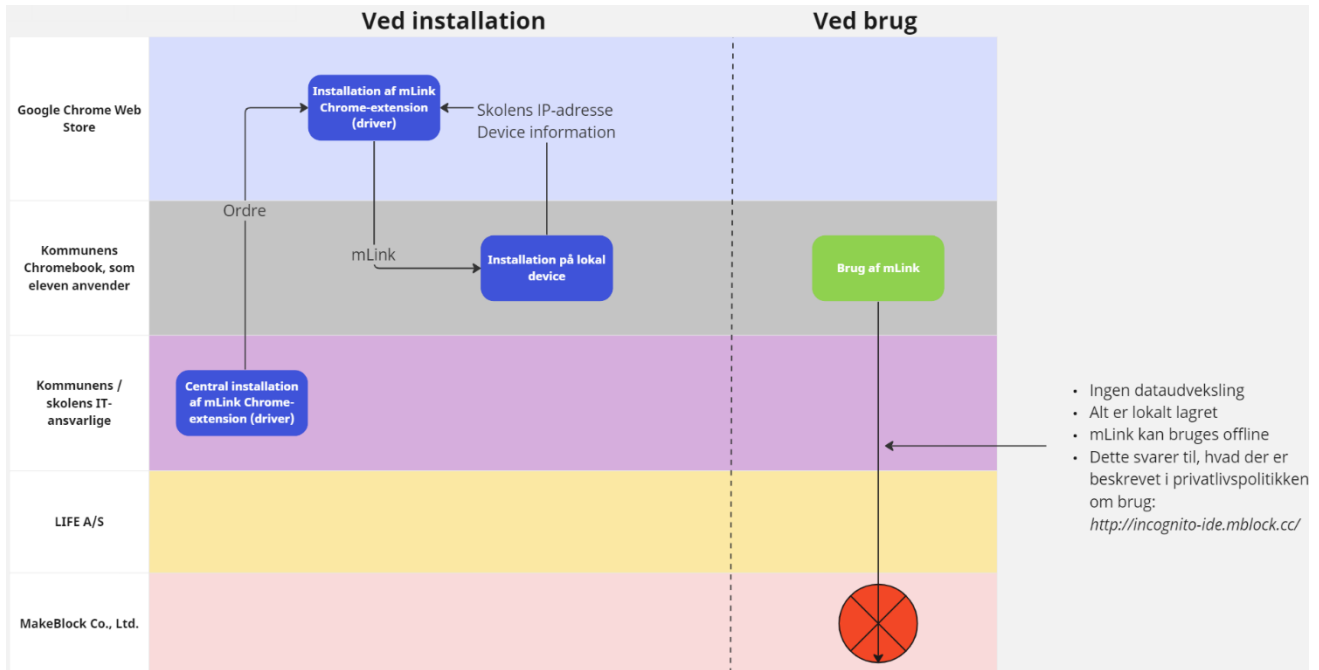 Ved installation
Ved brug
Google Chrome Web
Store
Installation af mLink
Chrome-extension
(driver)
Skolens IP-adresse
Device information
Ordre
Kommunens
Chromebook, som
eleven anvender
mLink
Installation på lokal
device
Brug af mLink
Kommunens /
skolens IT-
ansvarlige
Central installation
af mLink Chrome-
extension (driver)
• Ingen dataudveksling
• Alt er lokalt lagret
• mLink kan bruges offline
• Dette svarer til, hvad der er
beskrevet i privatlivspolitikken
om brug:
http://incognito-ide.mblock.cc/
LIFE A/S
MakeBlock Co., Ltd.